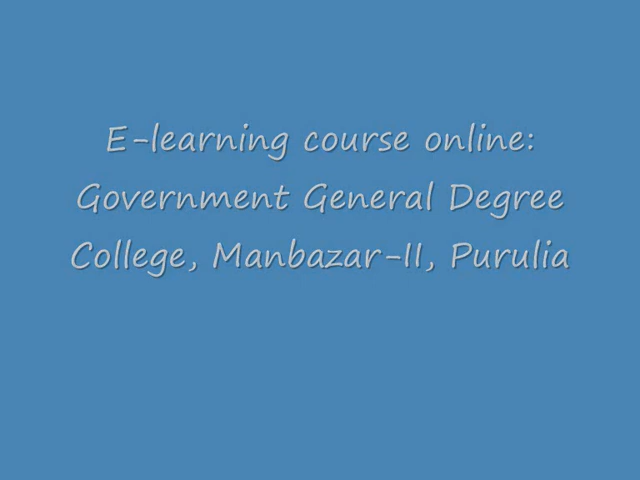 E-learning course online:
Government General Degree
College, Manbazar-II, Purulia